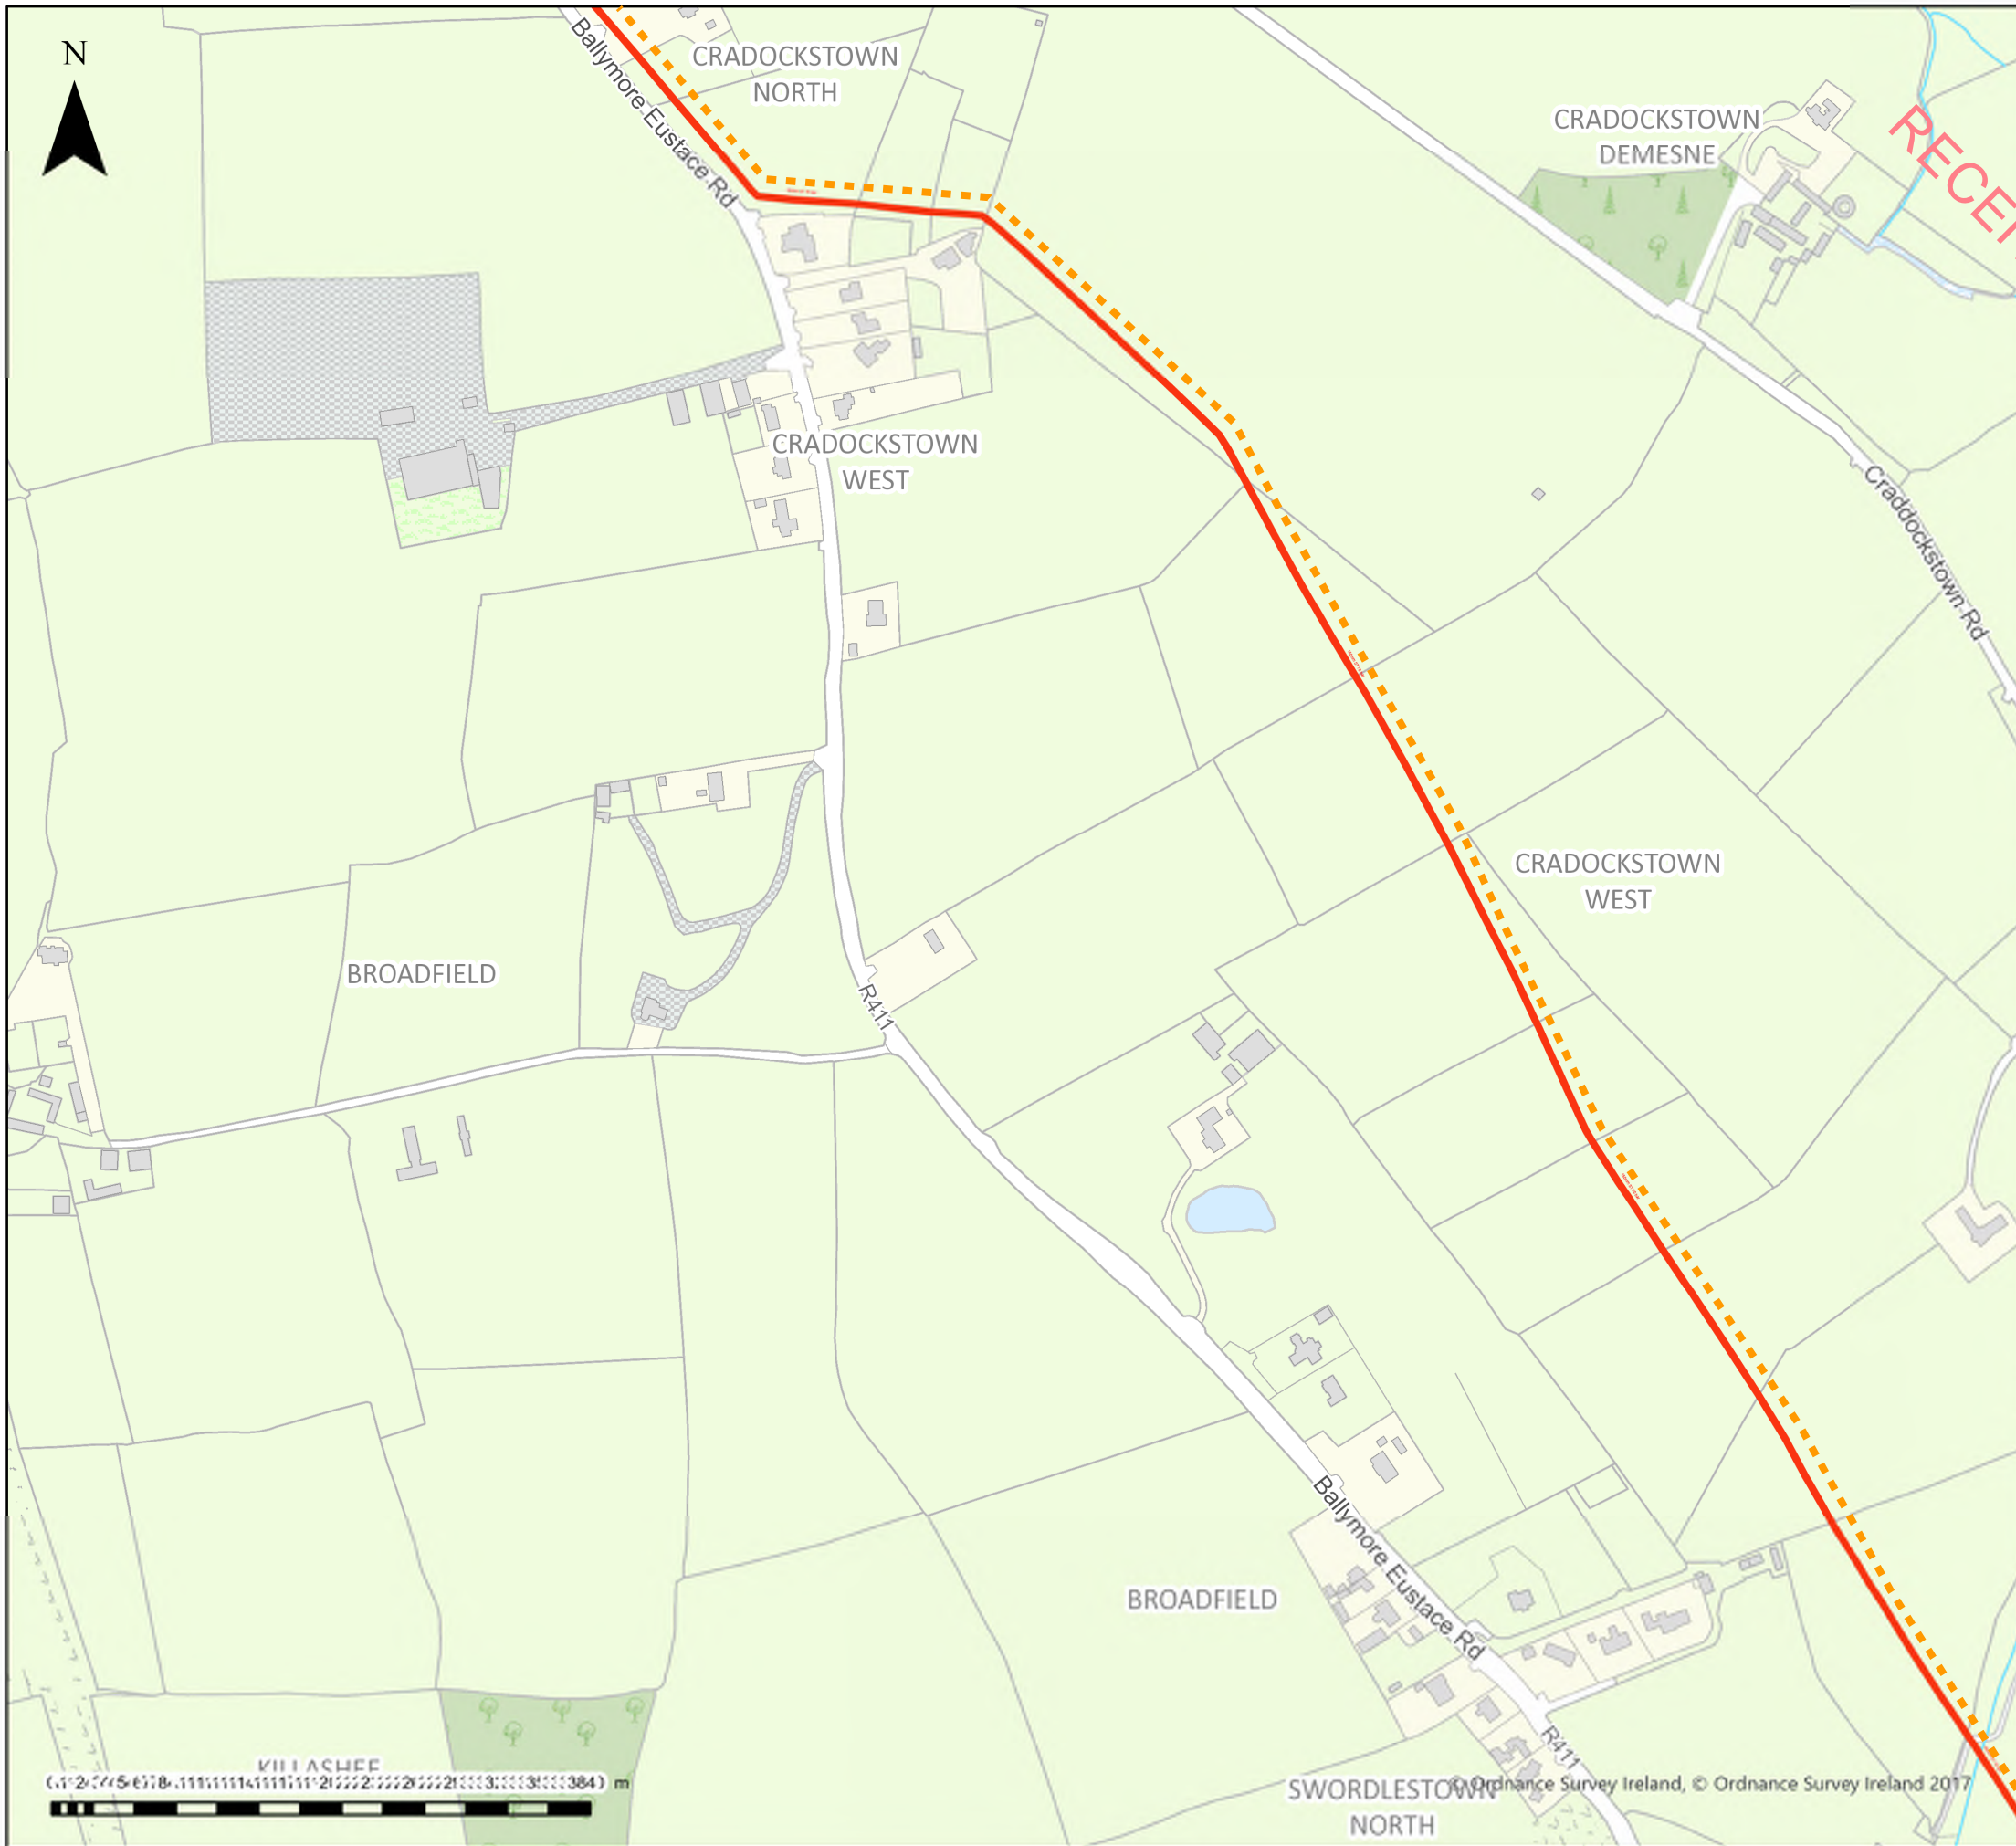 N
Ballymore Eustace Rd
CRADOCKSTOWN
NORTH
CRADOCKSTOWN
DEMESNE
CRADOCKSTOWN
WEST
Craddockstown Rd
CRADOCKSTOWN
WEST
BROADFIELD
R411
Ballymore Eustace Rd
BROADFIELD
R411
KILLASHEE
m
SWORDLESTOWN
NORTH
© Ordnance Survey Ireland, © Ordnance Survey Ireland 2017